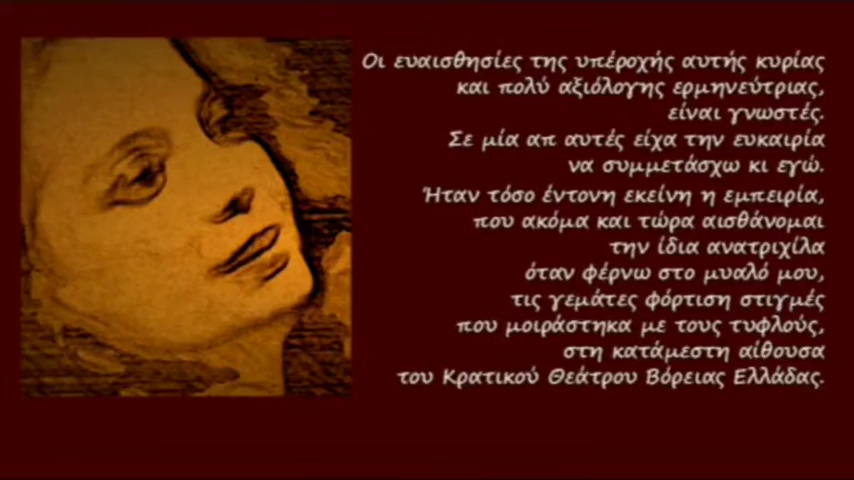 Οι ευαισθησίες της υπέροχής αυτής κυρίας
και πολύ αξιόλογης ερμηνεύτριας,
είναι γνωστές.
Σε μία απ αυτές είχα την ευκαιρία
να συμμετάσχω κι εγώ.
Ήταν τόσο έντονη εκείνη η εμπειρία,
που ακόμα και τώρα αισθάνομαι
την ίδια ανατριχίλα
όταν φέρνω στο μυαλό μου,
τις γεμάτες φόρτιση στιγμές
που μοιράστηκα με τους τυφλούς,
στη κατάμεστη αίθουσα
του Κρατικού Θεάτρου Βόρειας Ελλάδας.